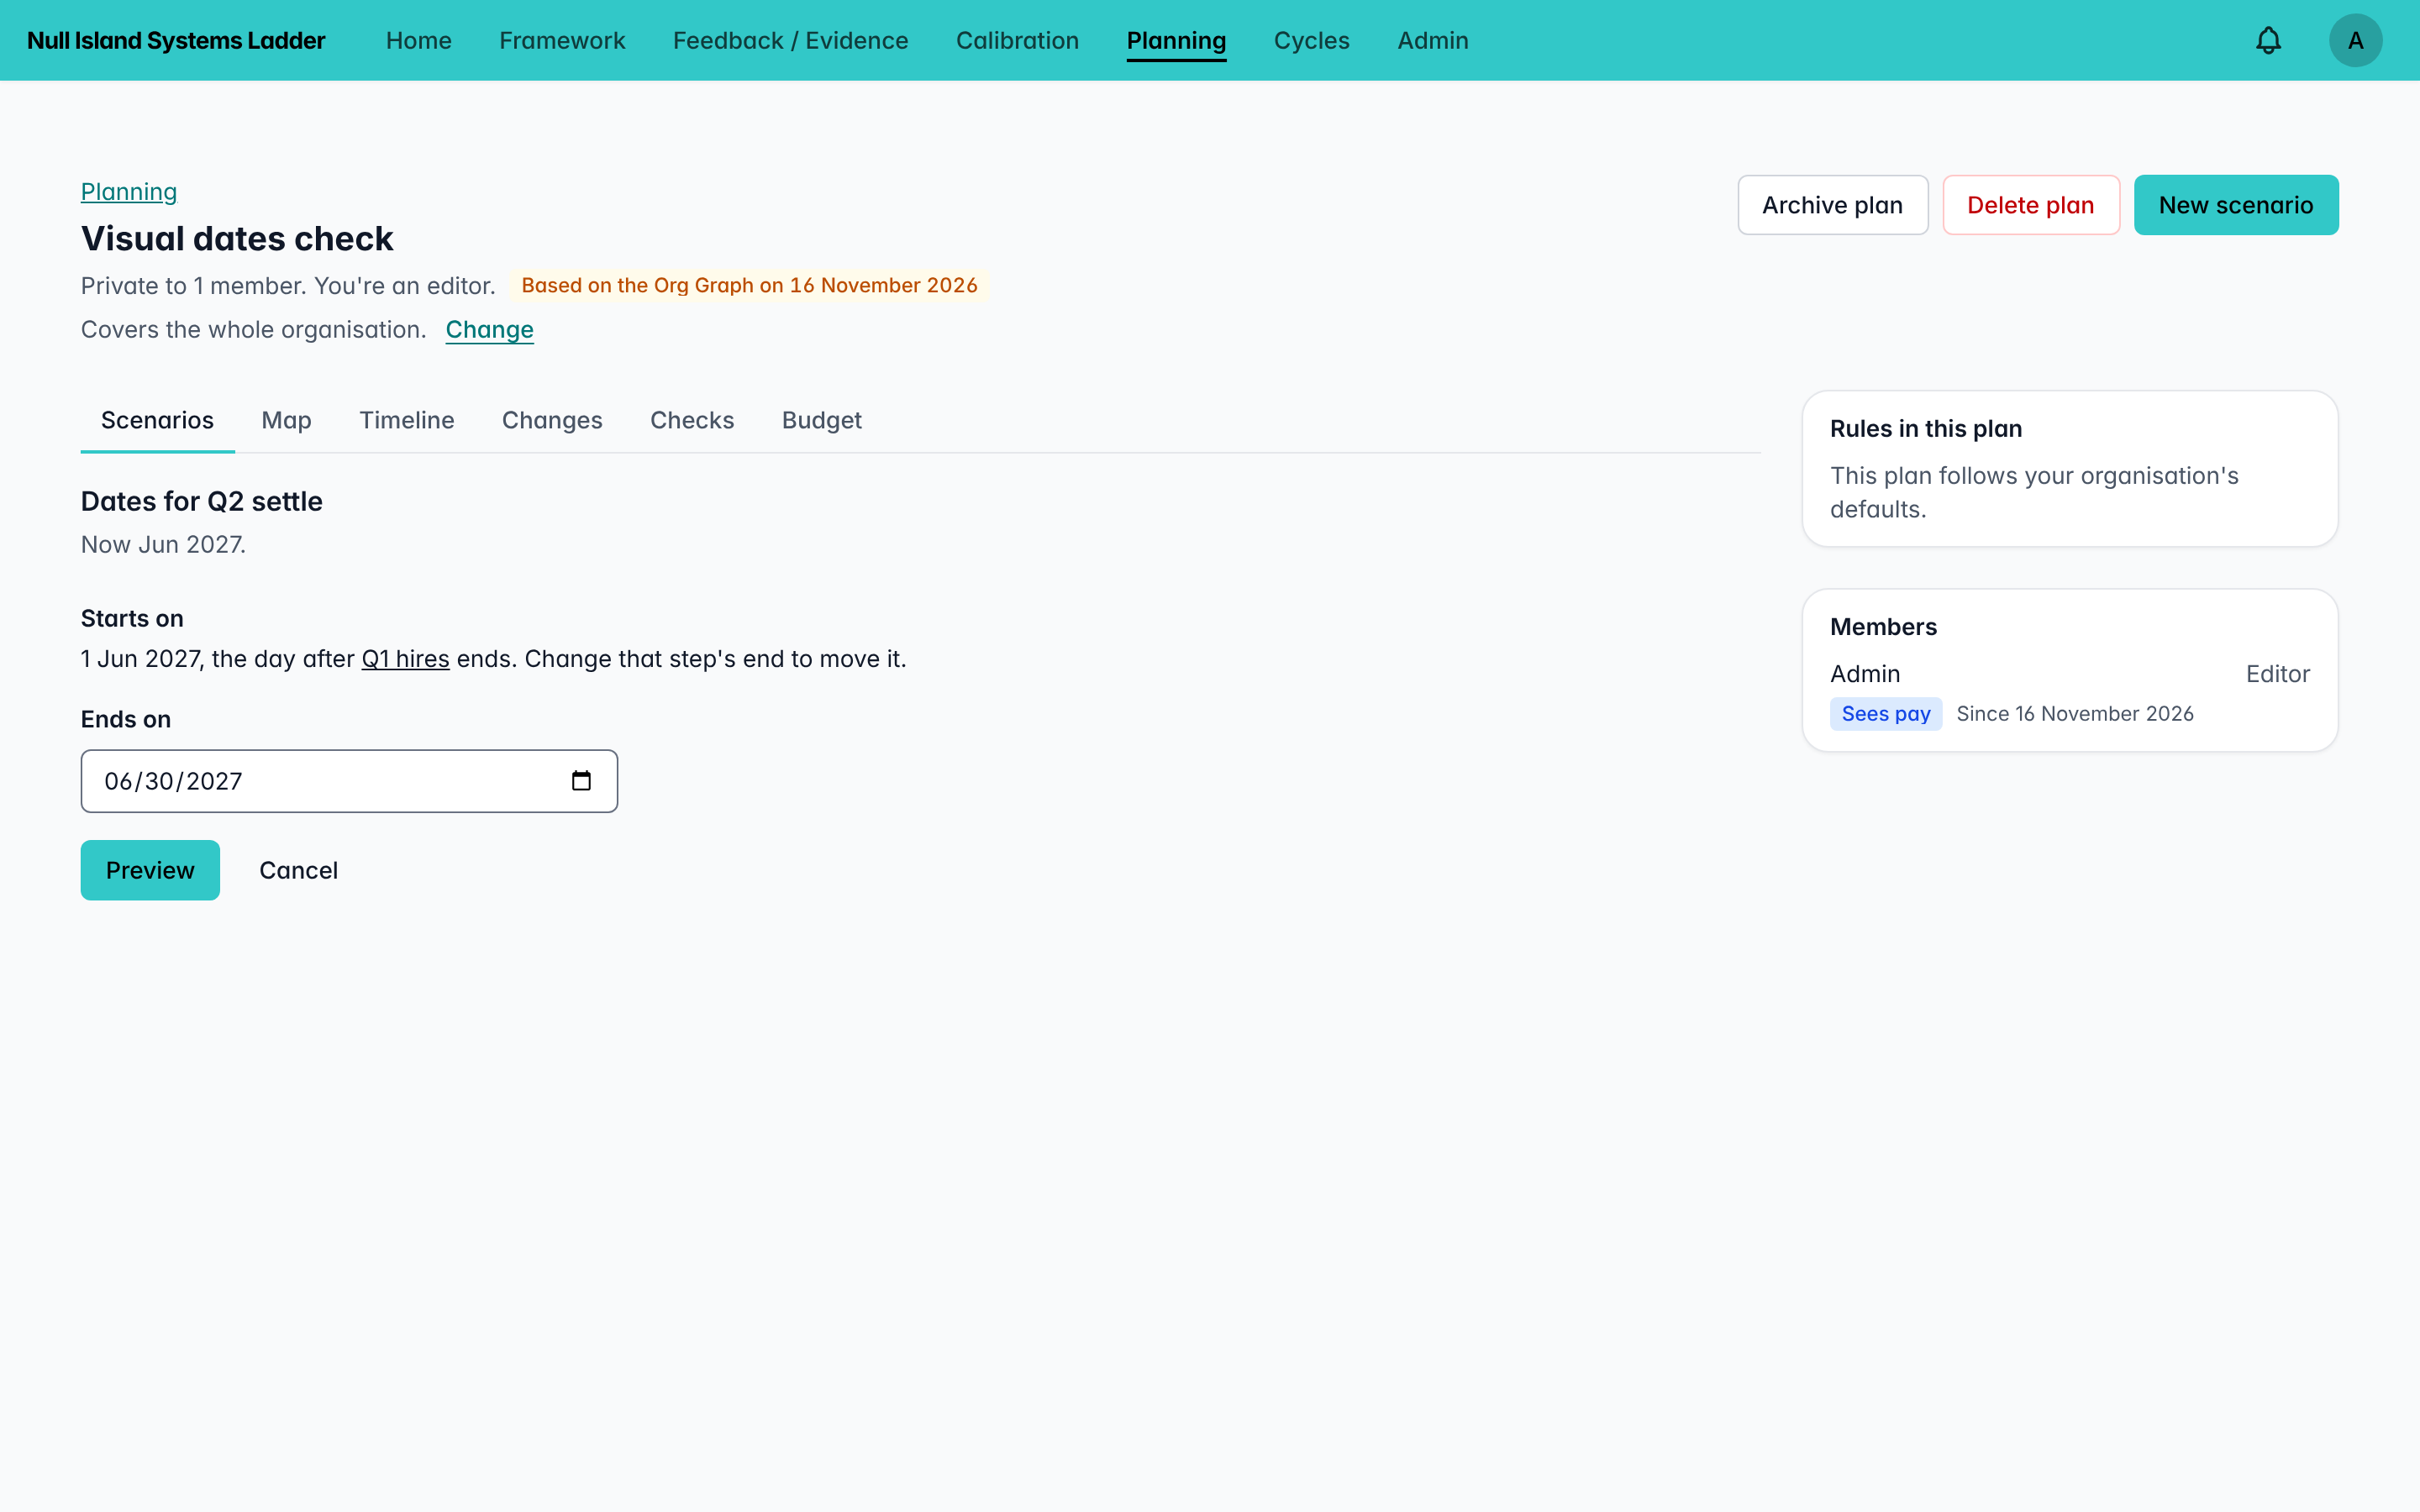 Null Island Systems Ladder Home Framework Feedback / Evidence Calibration Planning Cycles Admin A
Planning
Archive plan Delete plan New scenario
Visual dates check
Private to 1 member. You're an editor. Based on the Org Graph on 16 November 2026
Covers the whole organisation. Change
Scenarios Map Timeline Changes Checks Budget
Dates for Q2 settle
Now Jun 2027.
Starts on
1 Jun 2027, the day after Q1 hires ends. Change that step's end to move it.
Ends on
06/30/2027
Preview Cancel
Rules in this plan
This plan follows your organisation's
defaults.
Members
Admin Editor
Sees pay Since 16 November 2026